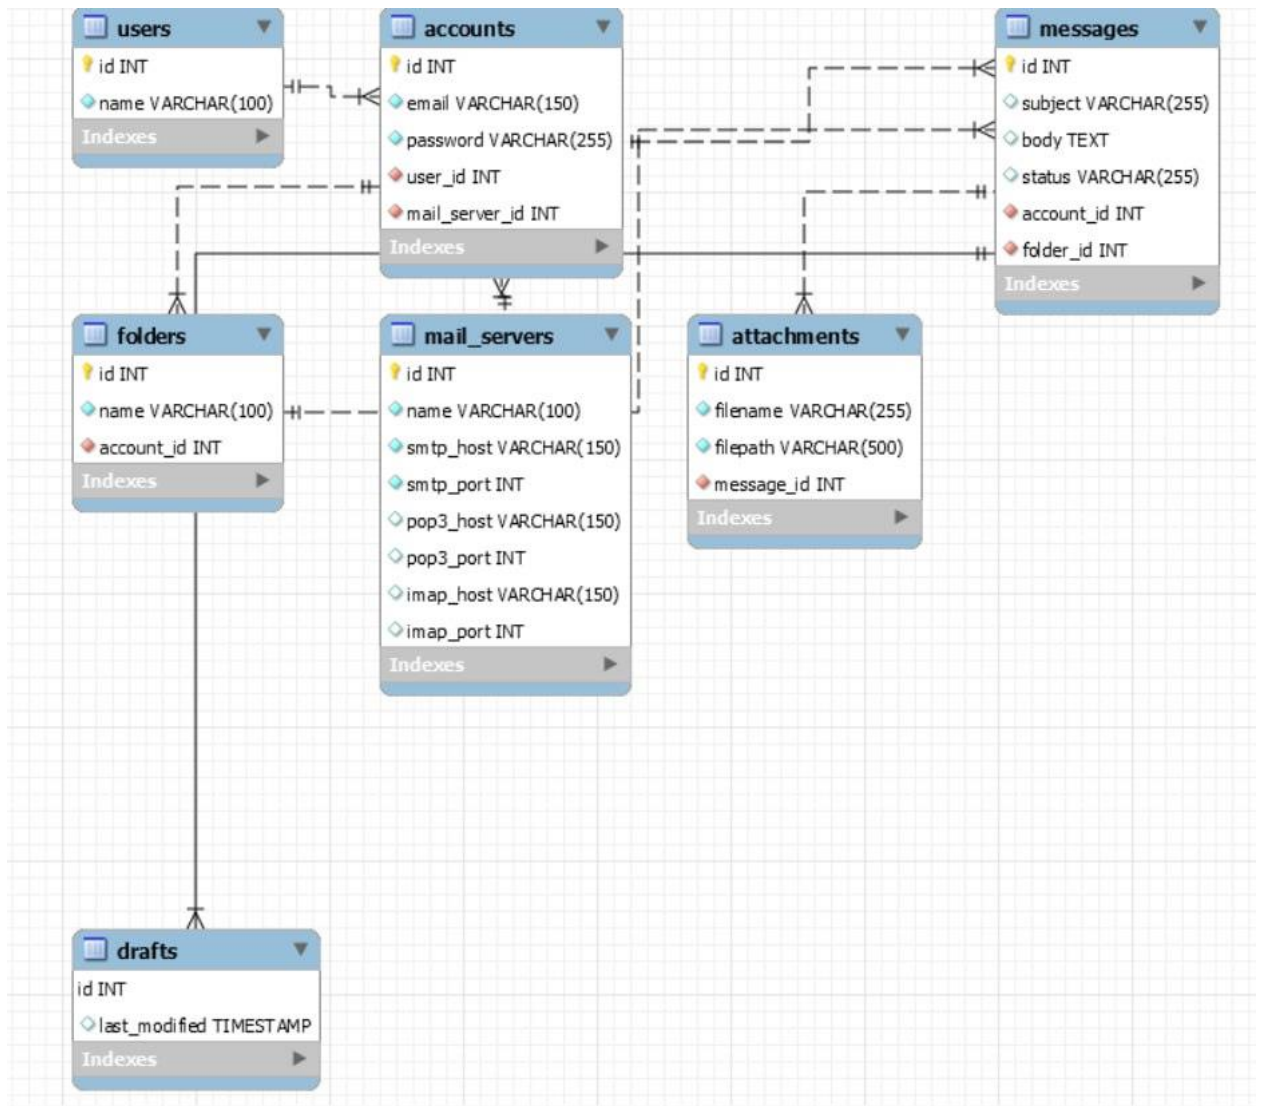 users
id INT
name VARCHAR(100)
Indexes
accounts
id INT
email VARCHAR(150)
password VARCHAR(255)
user_id INT
mail_server_id INT
Indexes
messages
id INT
subject VARCHAR(255)
body TEXT
status VARCHAR(255)
account_id INT
folder_id INT
Indexes
folders
id INT
name VARCHAR(100)
account_id INT
Indexes
mail_servers
id INT
name VARCHAR(100)
smtp_host VARCHAR(150)
smtp_port INT
pop3_host VARCHAR(150)
pop3_port INT
imap_host VARCHAR(150)
imap_port INT
Indexes
attachments
id INT
filename VARCHAR(255)
filepath VARCHAR(500)
message_id INT
Indexes
drafts
id INT
last_modified TIMESTAMP
Indexes